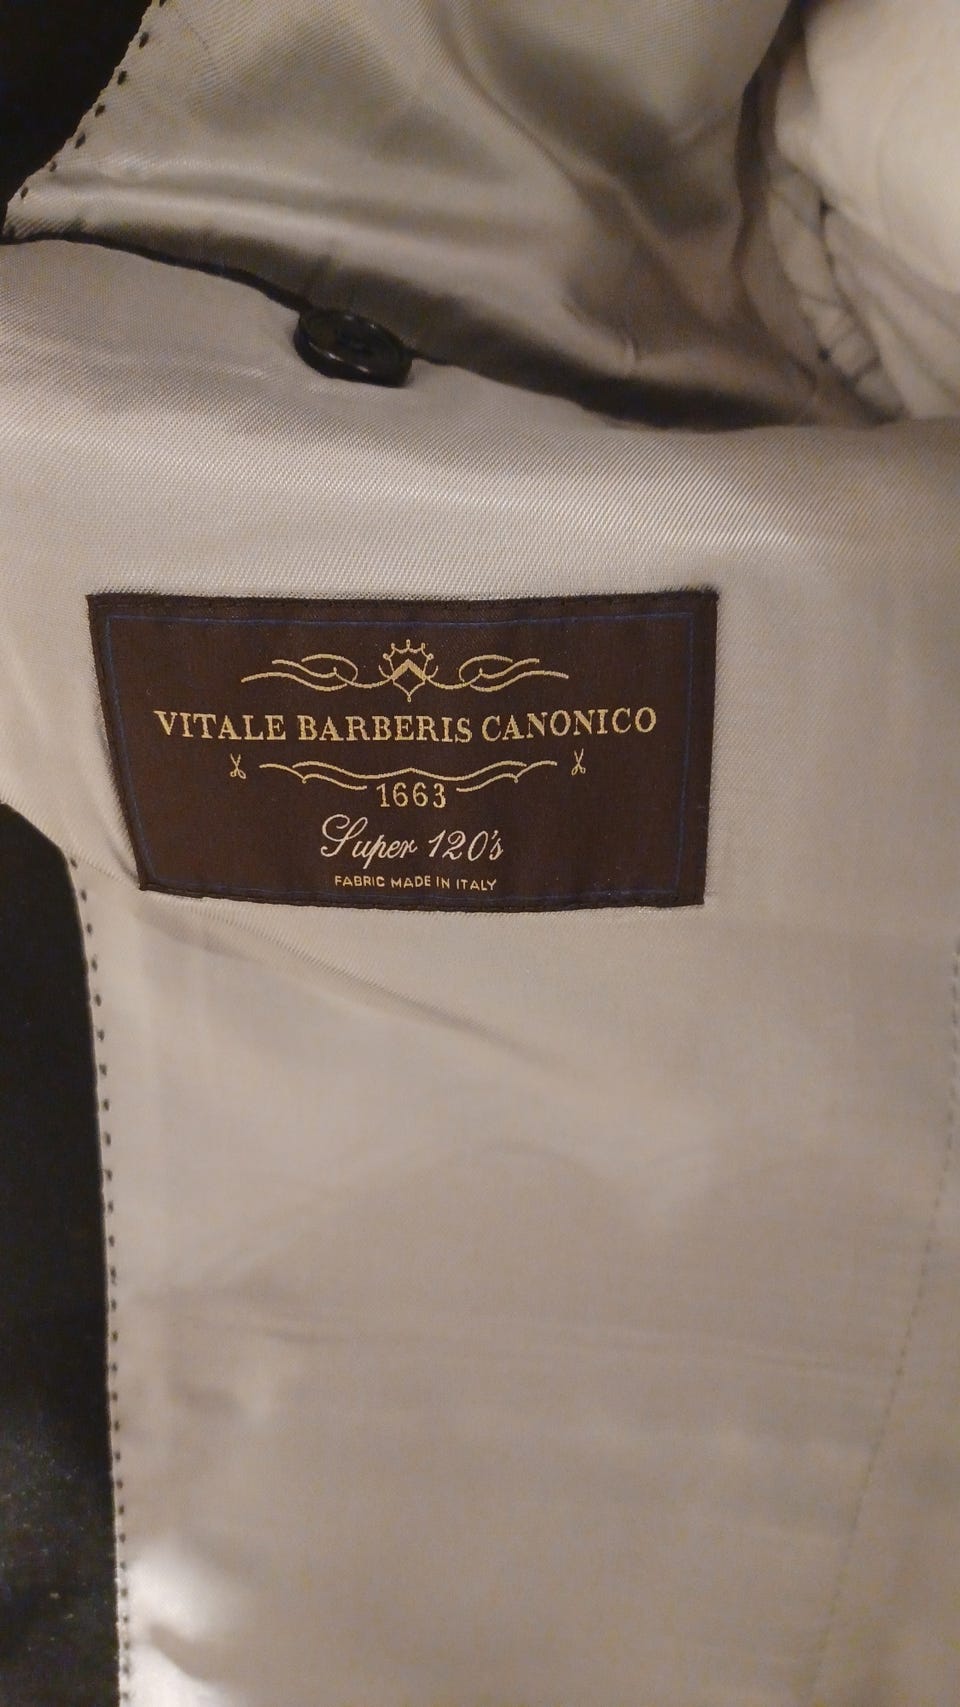 VITALE BARBERIS CANONICO
1663
Super 120's
FABRIC MADE IN ITALY